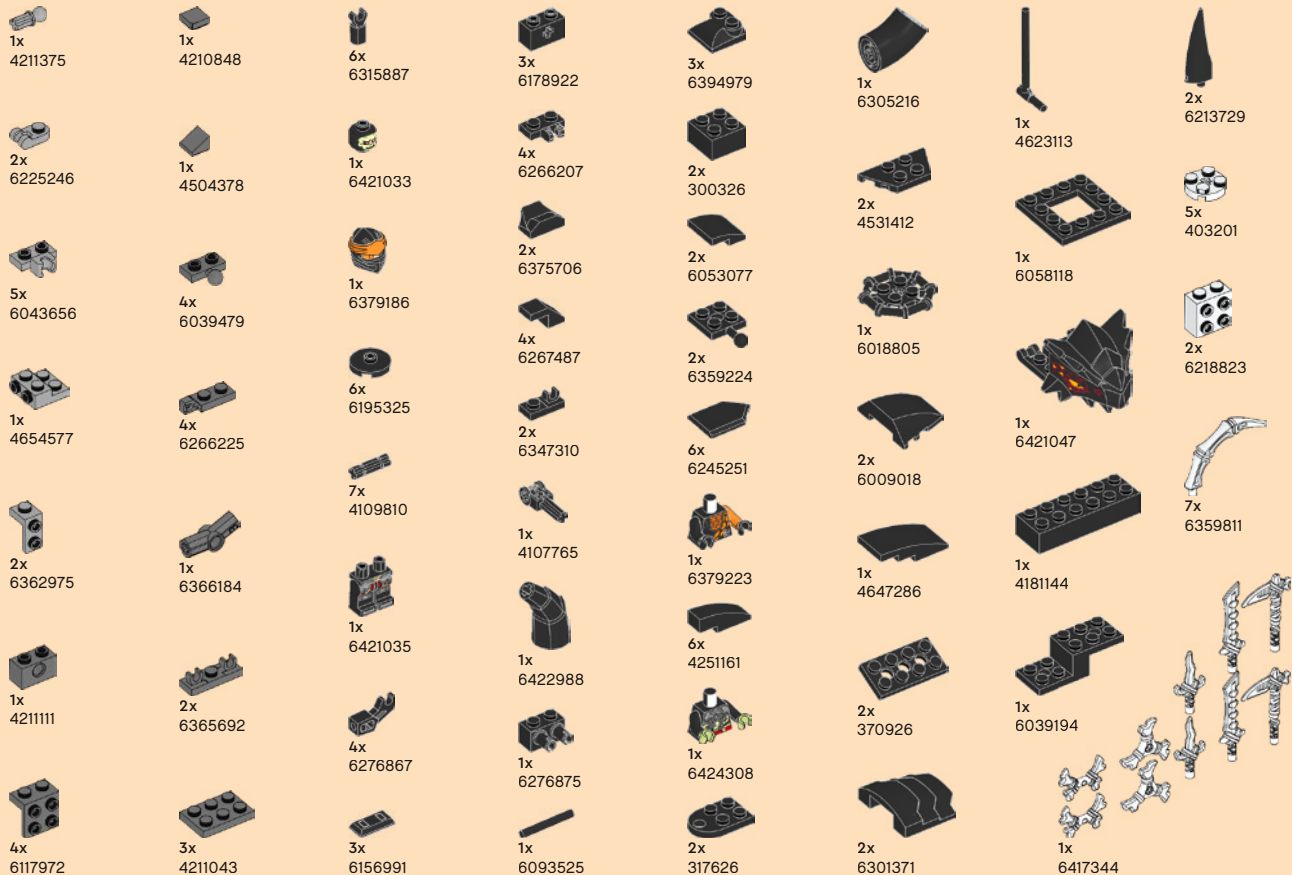 1x
4211375
2x
6225246
5x
6043656
1x
4654577
2x
6362975
1x
4211111
4x
6117972
1x
4210848
1x
4504378
4x
6039479
4x
6266225
1x
6366184
2x
6365692
3x
4211043
6x
6315887
1x
6421033
1x
6379186
6x
6195325
7x
4109810
1x
6421035
4x
6276867
3x
6156991
3x
6178922
4x
6266207
2x
6375706
4x
6267487
2x
6347310
1x
4107765
1x
6422988
1x
6276875
1x
6093525
3x
6394979
2x
300326
2x
6053077
2x
6359224
6x
6245251
1x
6379223
6x
4251161
1x
6424308
2x
317626
1x
6305216
2x
4531412
1x
6018805
2x
6009018
1x
4647286
2x
370926
2x
6301371
1x
4623113
1x
6058118
1x
6421047
1x
4181144
1x
6039194
1x
6417344
2x
6213729
5x
403201
2x
6218823
7x
6359811